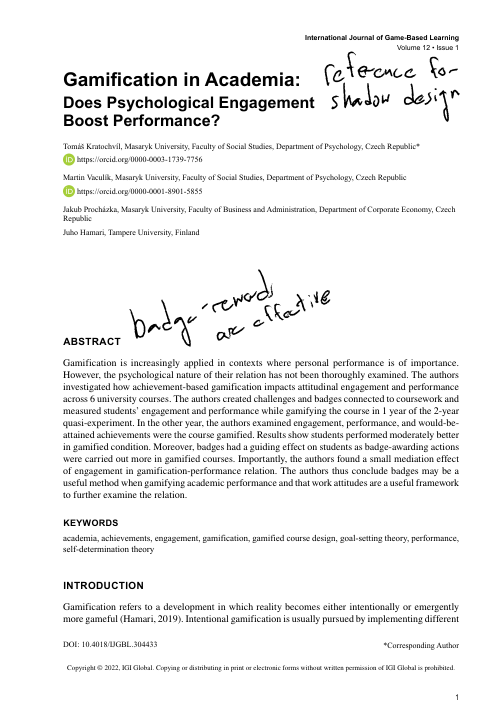 International Journal of Game-Based Learning
Volume 12 • Issue 1
Gamification in Academia:
Does Psychological Engagement
Boost Performance?
reference for
shadow design
Tomáš Kratochvíl, Masaryk University, Faculty of Social Studies, Department of Psychology, Czech Republic*
iD https://orcid.org/0000-0003-1739-7756
Martin Vaculík, Masaryk University, Faculty of Social Studies, Department of Psychology, Czech Republic
iD https://orcid.org/0000-0001-8901-5855
Jakub Procházka, Masaryk University, Faculty of Business and Administration, Department of Corporate Economy, Czech
Republic
Juho Hamari, Tampere University, Finland
badge-rewards
are effective
ABSTRACT
Gamification is increasingly applied in contexts where personal performance is of importance.
However, the psychological nature of their relation has not been thoroughly examined. The authors
investigated how achievement-based gamification impacts attitudinal engagement and performance
across 6 university courses. The authors created challenges and badges connected to coursework and
measured students' engagement and performance while gamifying the course in 1 year of the 2-year
quasi-experiment. In the other year, the authors examined engagement, performance, and would-be-
attained achievements were the course gamified. Results show students performed moderately better
in gamified condition. Moreover, badges had a guiding effect on students as badge-awarding actions
were carried out more in gamified courses. Importantly, the authors found a small mediation effect
of engagement in gamification-performance relation. The authors thus conclude badges may be a
useful method when gamifying academic performance and that work attitudes are a useful framework
to further examine the relation.
KEYWORDS
academia, achievements, engagement, gamification, gamified course design, goal-setting theory, performance,
self-determination theory
INTRODUCTION
Gamification refers to a development in which reality becomes either intentionally or emergently
more gameful (Hamari, 2019). Intentional gamification is usually pursued by implementing different
DOI: 10.4018/IJGBL.304433
*Corresponding Author
Copyright © 2022, IGI Global. Copying or distributing in print or electronic forms without written permission of IGI Global is prohibited.
1